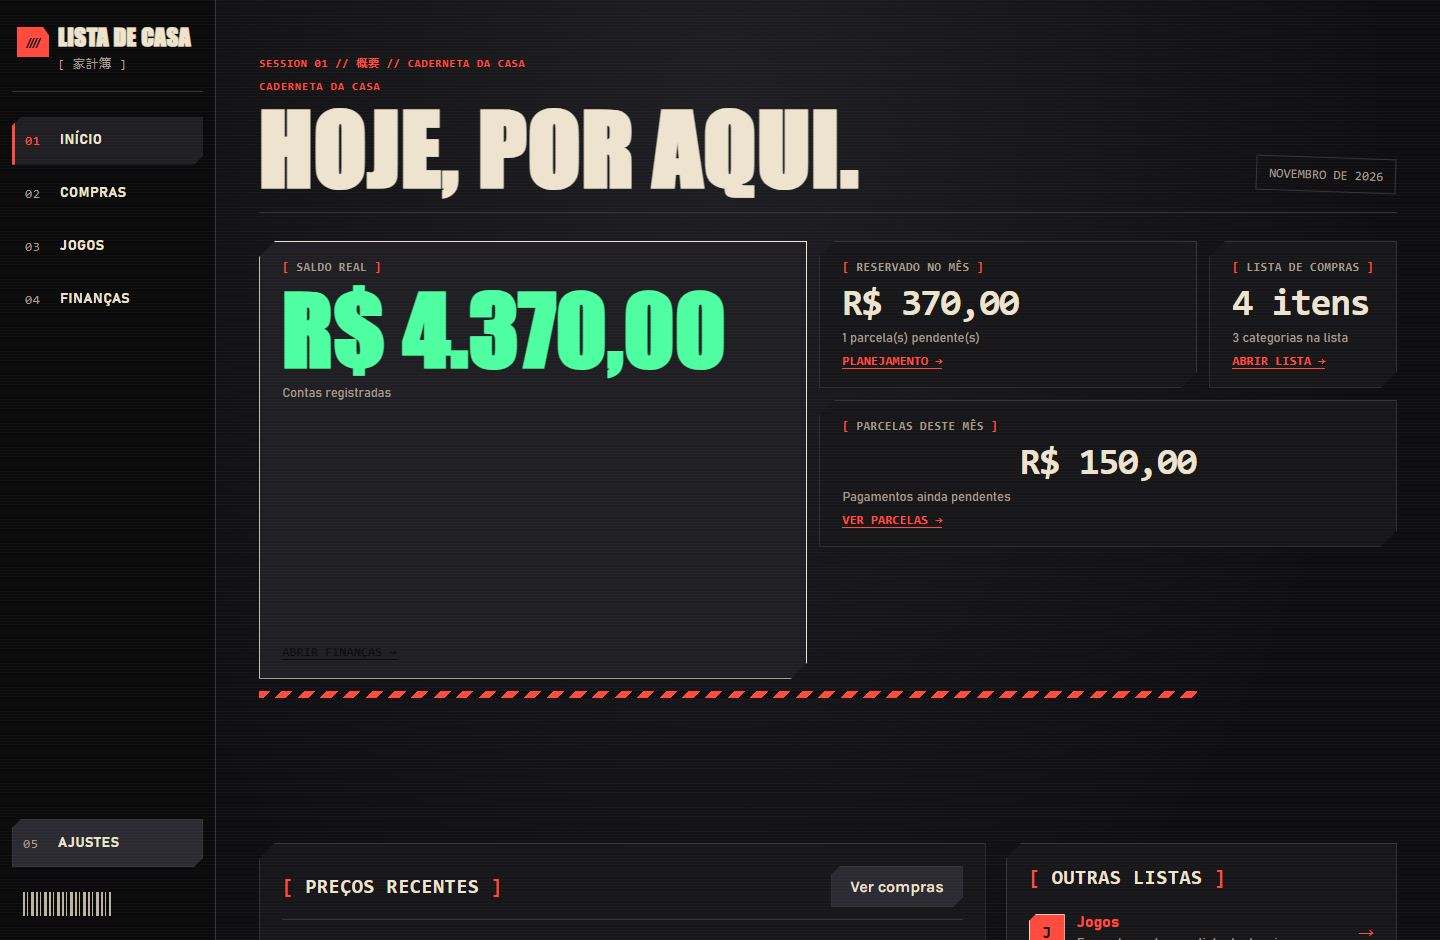 LISTA DE CASA
[ 家計簿 ]
01 INÍCIO
02 COMPRAS
03 JOGOS
04 FINANÇAS
05 AJUSTES
SESSION 01 // 概要 // CADERNETA DA CASA
CADERNETA DA CASA
HOJE, POR AQUI.
NOVEMBRO DE 2026
[ SALDO REAL ]
R$ 4.370,00
Contas registradas
ABRIR FINANÇAS →
[ RESERVADO NO MÊS ]
R$ 370,00
1 parcela(s) pendente(s)
PLANEJAMENTO →
[ LISTA DE COMPRAS ]
4 itens
3 categorias na lista
ABRIR LISTA →
[ PARCELAS DESTE MÊS ]
R$ 150,00
Pagamentos ainda pendentes
VER PARCELAS →
[ PREÇOS RECENTES ]
Ver compras
[ OUTRAS LISTAS ]
J
Jogos
→